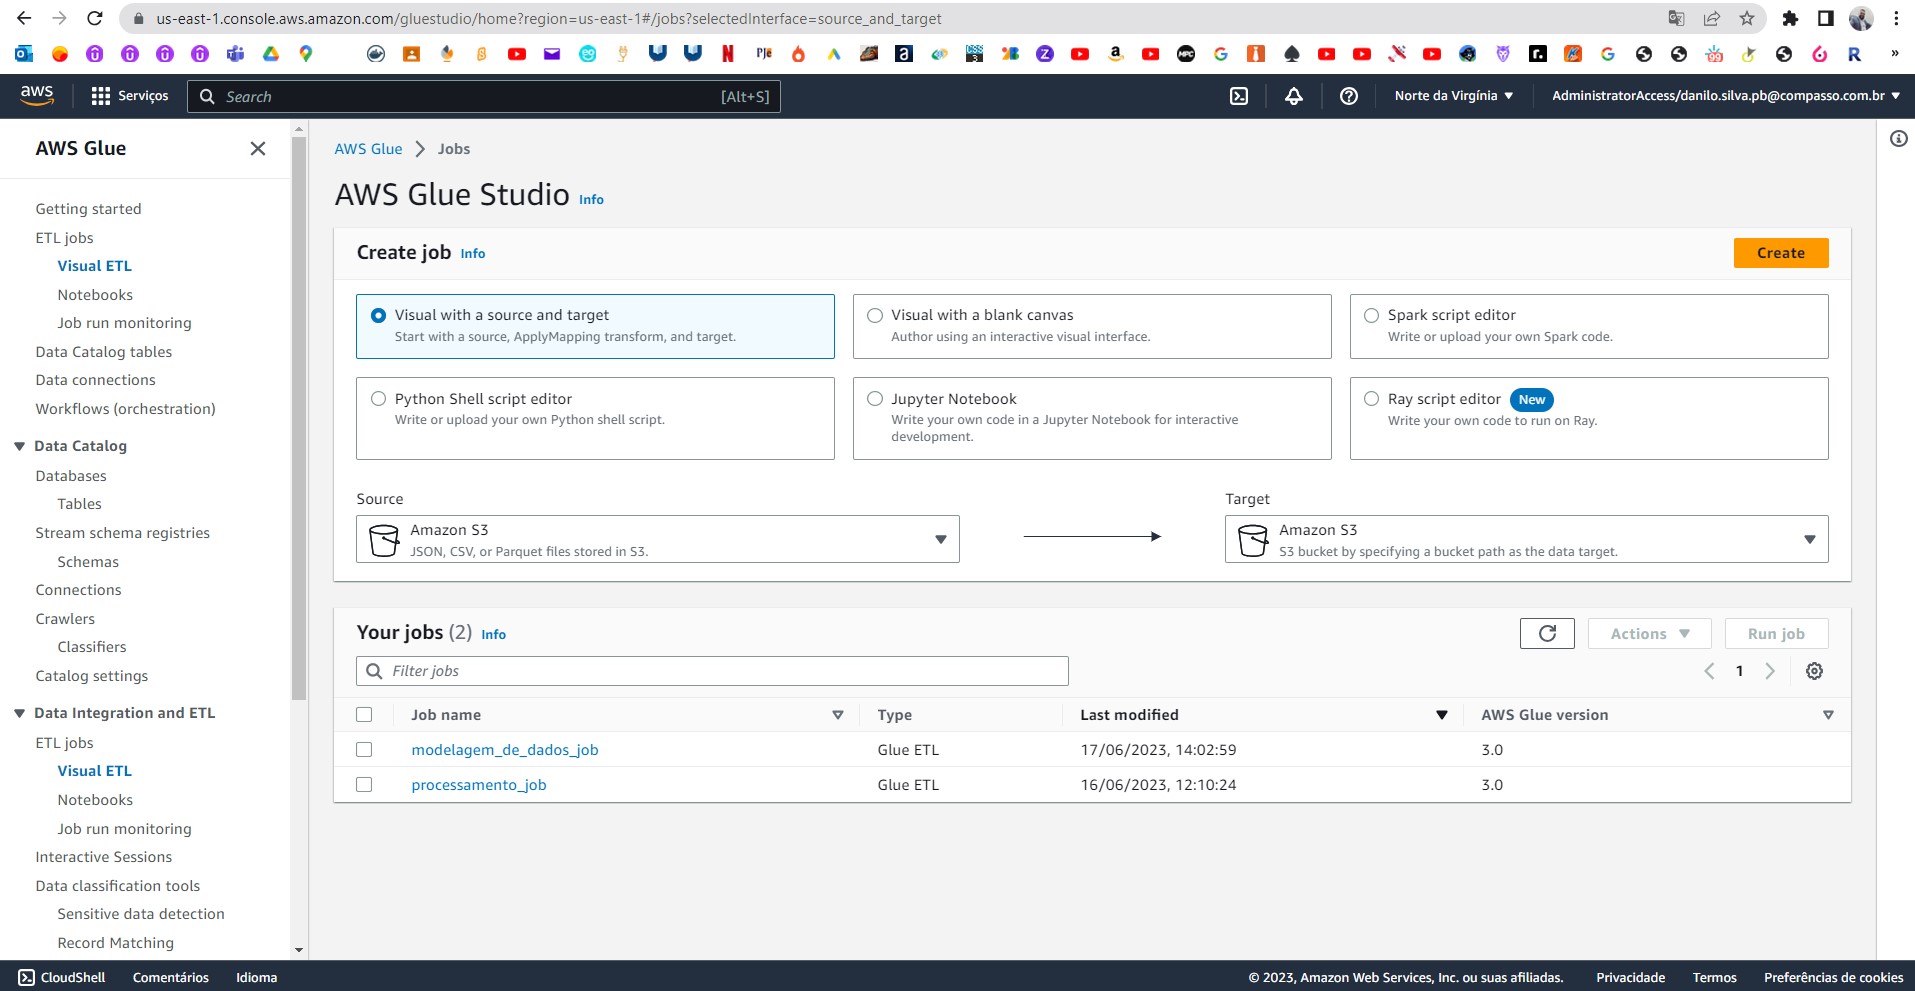 us-east-1.console.aws.amazon.com/gluestudio/home?region=us-east-1#/jobs?selectedInterface=source_and_target
aws
Serviços
Search
[Alt+S]
Norte da Virgínia
AdministratorAccess/danilo.silva.pb@compasso.com.br
AWS Glue
Getting started
ETL jobs
Visual ETL
Notebooks
Job run monitoring
Data Catalog tables
Data connections
Workflows (orchestration)
Data Catalog
Databases
Tables
Stream schema registries
Schemas
Connections
Crawlers
Classifiers
Catalog settings
Data Integration and ETL
ETL jobs
Visual ETL
Notebooks
Job run monitoring
Interactive Sessions
Data classification tools
Sensitive data detection
Record Matching
AWS Glue > Jobs
AWS Glue Studio Info
Create job Info
Create
Visual with a source and target
Start with a source, ApplyMapping transform, and target.
Visual with a blank canvas
Author using an interactive visual interface.
Spark script editor
Write or upload your own Spark code.
Python Shell script editor
Write or upload your own Python shell script.
Jupyter Notebook
Write your own code in a Jupyter Notebook for interactive
development.
Ray script editor New
Write your own code to run on Ray.
Source
Amazon S3
JSON, CSV, or Parquet files stored in S3.
Target
Amazon S3
S3 bucket by specifying a bucket path as the data target.
Your jobs (2) Info
Actions
Run job
Filter jobs
1
Job name Type Last modified AWS Glue version
modelagem_de_dados_job Glue ETL 17/06/2023, 14:02:59 3.0
processamento_job Glue ETL 16/06/2023, 12:10:24 3.0
CloudShell Comentários Idioma
© 2023, Amazon Web Services, Inc. ou suas afiliadas. Privacidade Termos Preferências de cookies